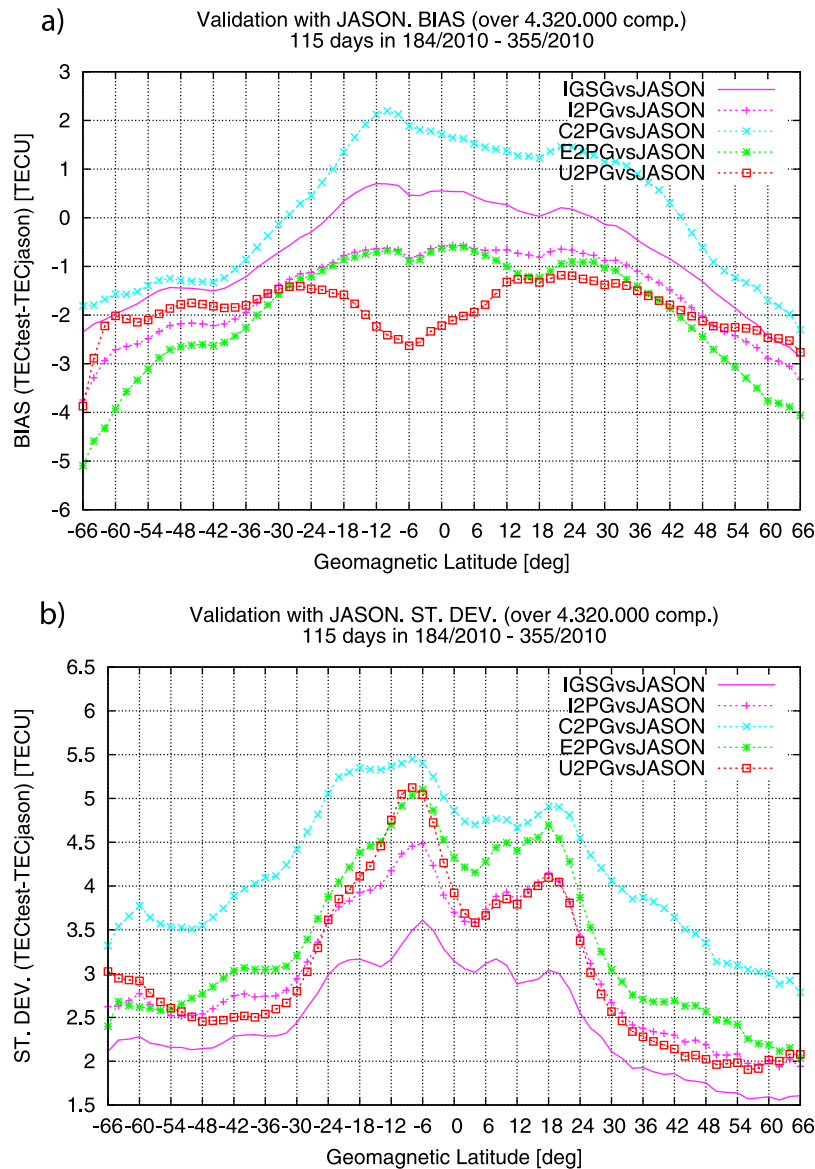 a)
Validation with JASON. BIAS (over 4.320.000 comp.)
115 days in 184/2010 - 355/2010
BIAS (TECtest-TECjason) [TECU]
3
2
1
0
-1
-2
-3
-4
-5
-6
IGSGvsJASON
I2PGvsJASON
C2PGvsJASON
E2PGvsJASON
U2PGvsJASON
-66 -60 -54 -48 -42 -36 -30 -24 -18 -12 -6 0 6 12 18 24 30 36 42 48 54 60 66
Geomagnetic Latitude [deg]
b)
Validation with JASON. ST. DEV. (over 4.320.000 comp.)
115 days in 184/2010 - 355/2010
ST. DEV. (TECtest-TECjason) [TECU]
6.5
6
5.5
5
4.5
4
3.5
3
2.5
2
1.5
IGSGvsJASON
I2PGvsJASON
C2PGvsJASON
E2PGvsJASON
U2PGvsJASON
-66 -60 -54 -48 -42 -36 -30 -24 -18 -12 -6 0 6 12 18 24 30 36 42 48 54 60 66
Geomagnetic Latitude [deg]